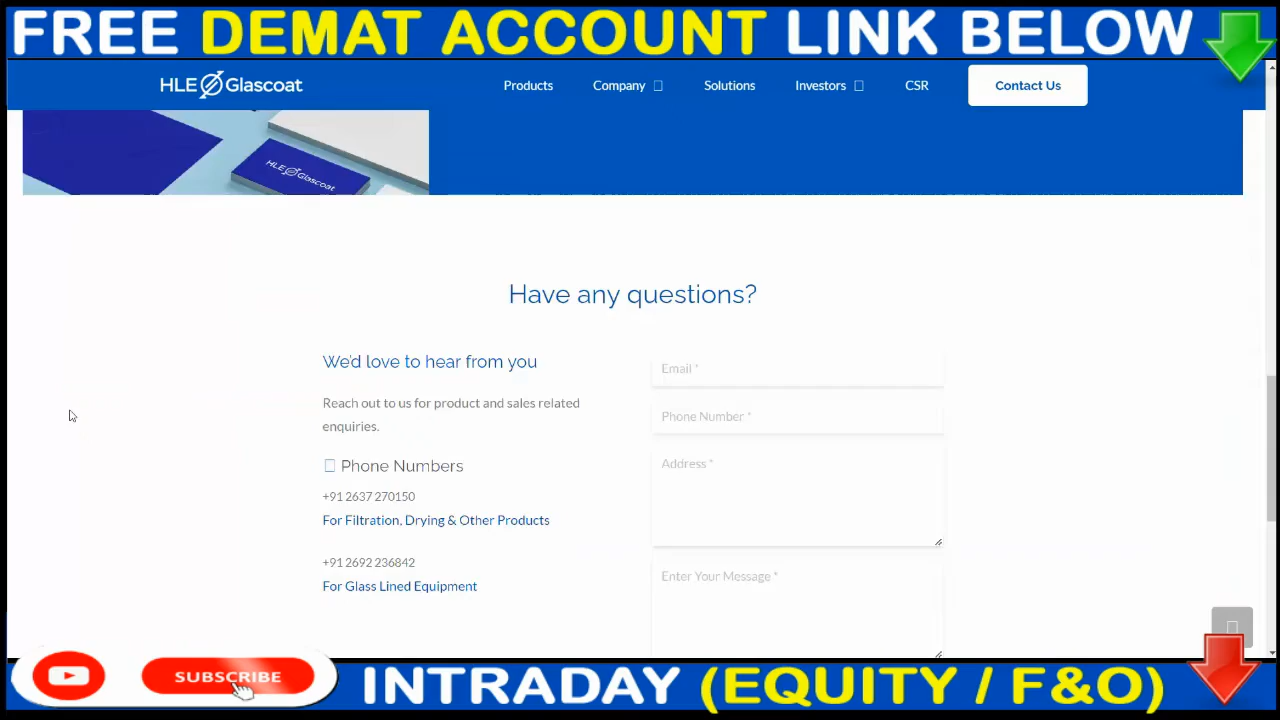 FREE DEMAT ACCOUNT LINK BELOW
HLE Glascoat
Products Company Solutions Investors CSR Contact Us
HLE Glascoat
Have any questions?
We'd love to hear from you
Reach out to us for product and sales related
enquiries.
Phone Numbers
+91 2637 270150
For Filtration, Drying & Other Products
+91 2692 236842
For Glass Lined Equipment
Email *
Phone Number *
Address *
Enter Your Message *
SUBSCRIBE
INTRADAY (EQUITY / F&O)